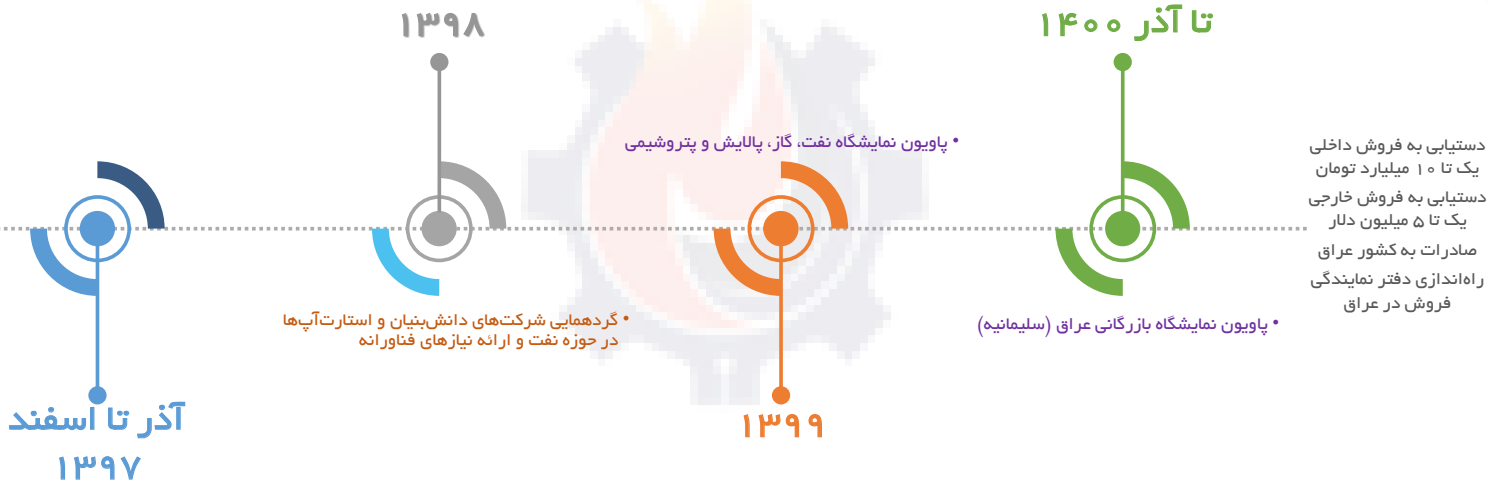 آذر تا اسفند
۱۳۹۷
۱۳۹۸
• گردهمایی شرکت‌های دانش‌بنیان و استارت‌آپ‌ها
در حوزه نفت و ارائه نیازهای فناورانه
• پاویون نمایشگاه نفت، گاز، پالایش و پتروشیمی
۱۳۹۹
تا آذر ۱۴۰۰
• پاویون نمایشگاه بازرگانی عراق (سلیمانیه)
دستیابی به فروش داخلی
یک تا ۱۰ میلیارد تومان
دستیابی به فروش خارجی
یک تا ۵ میلیون دلار
صادرات به کشور عراق
راه‌اندازی دفتر نمایندگی
فروش در عراق